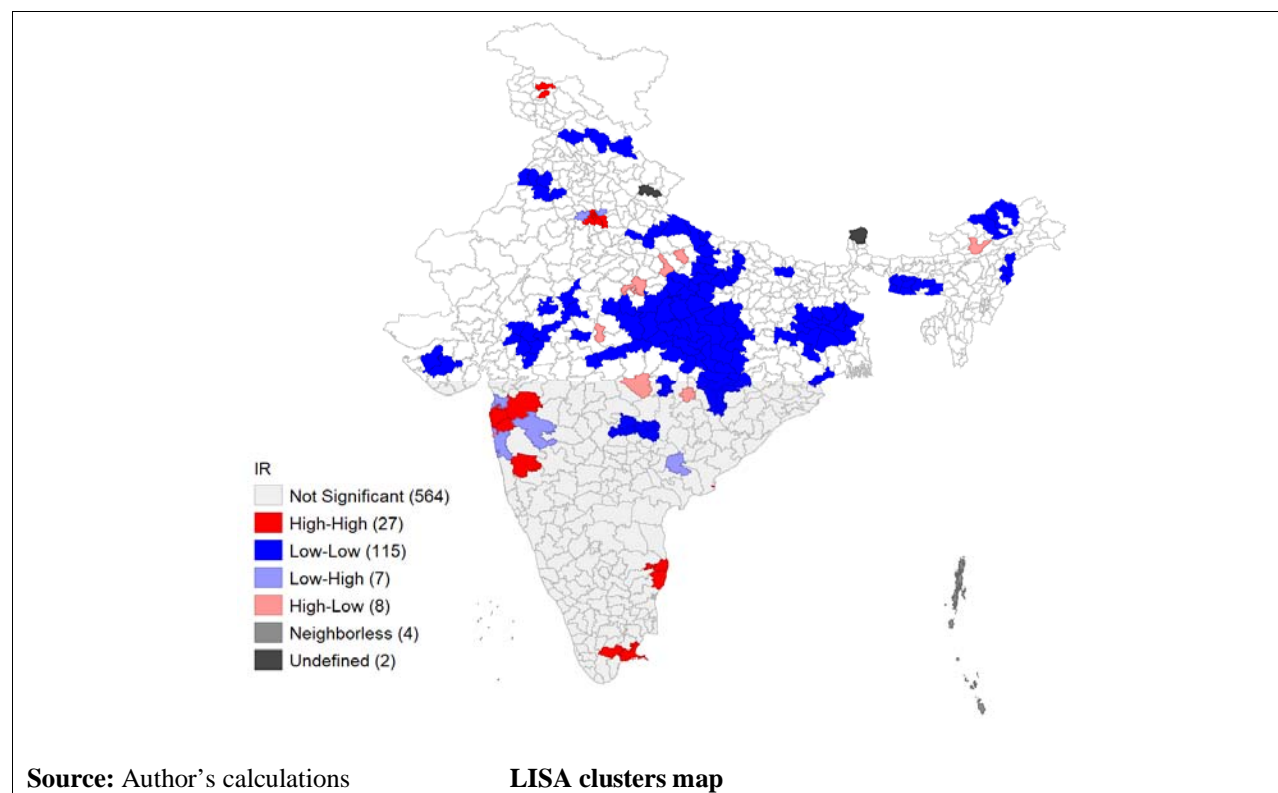 IR
Not Significant (564)
High-High (27)
Low-Low (115)
Low-High (7)
High-Low (8)
Neighborless (4)
Undefined (2)
Source: Author's calculations LISA clusters map